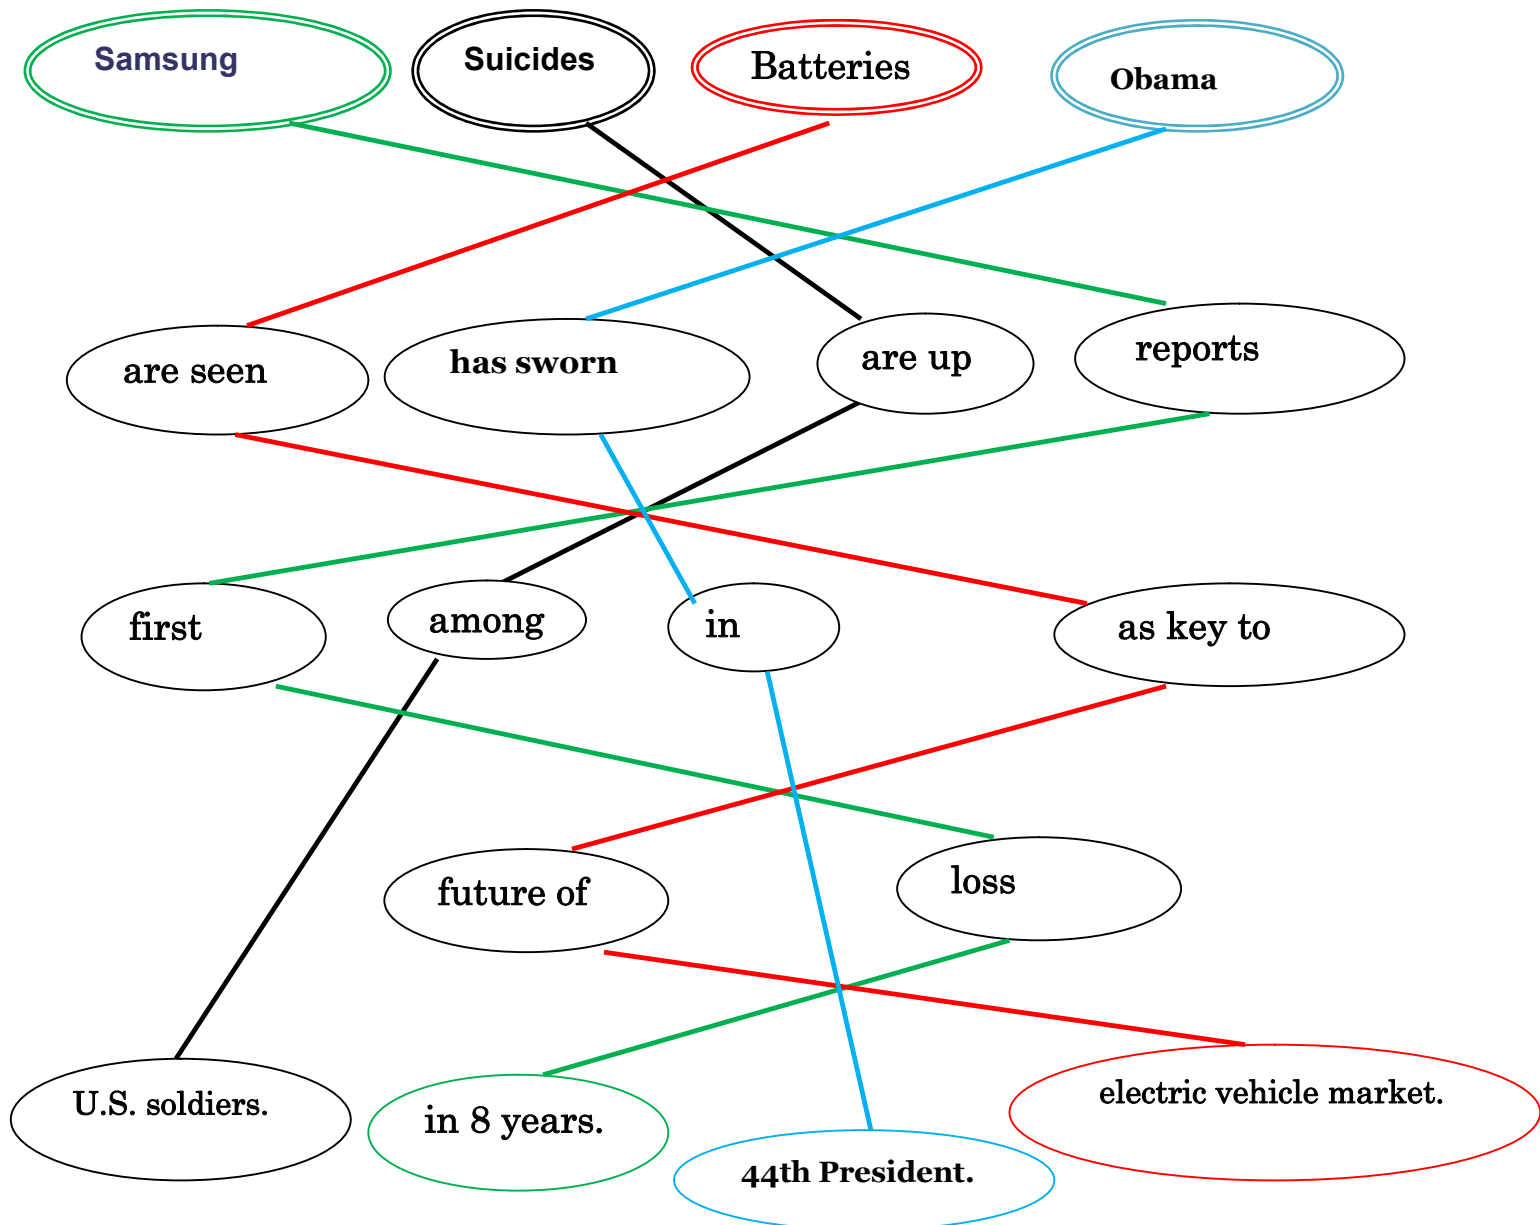 Samsung
Suicides
Batteries
Obama
are seen
has sworn
are up
reports
first
among
in
as key to
future of
loss
U.S. soldiers.
in 8 years.
44th President.
electric vehicle market.